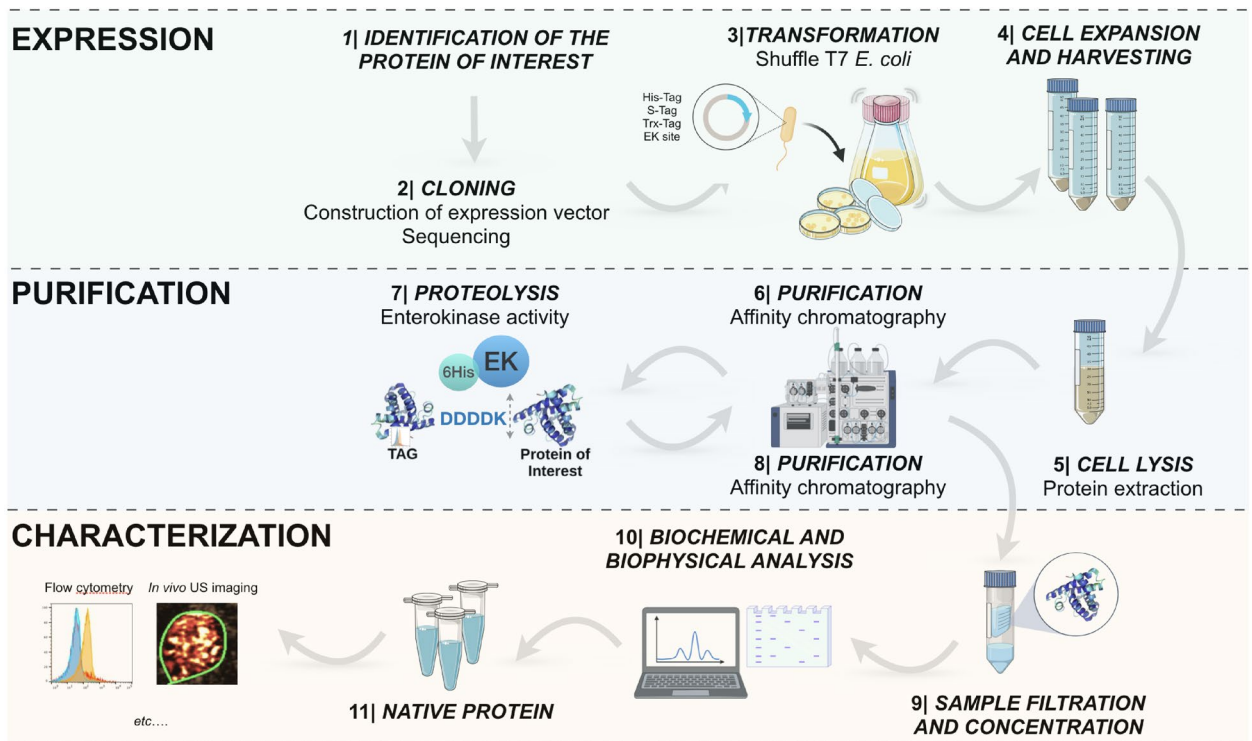 EXPRESSION
1| IDENTIFICATION OF THE
PROTEIN OF INTEREST
2| CLONING
Construction of expression vector
Sequencing
3|TRANSFORMATION
Shuffle T7 E. coli
His-Tag
S-Tag
Trx-Tag
EK site
4| CELL EXPANSION
AND HARVESTING
PURIFICATION
5| CELL LYSIS
Protein extraction
6| PURIFICATION
Affinity chromatography
7| PROTEOLYSIS
Enterokinase activity
6His
EK
DDDDK
TAG
Protein of
Interest
8| PURIFICATION
Affinity chromatography
CHARACTERIZATION
9| SAMPLE FILTRATION
AND CONCENTRATION
10| BIOCHEMICAL AND
BIOPHYSICAL ANALYSIS
11| NATIVE PROTEIN
Flow cytometry
In vivo US imaging
etc....